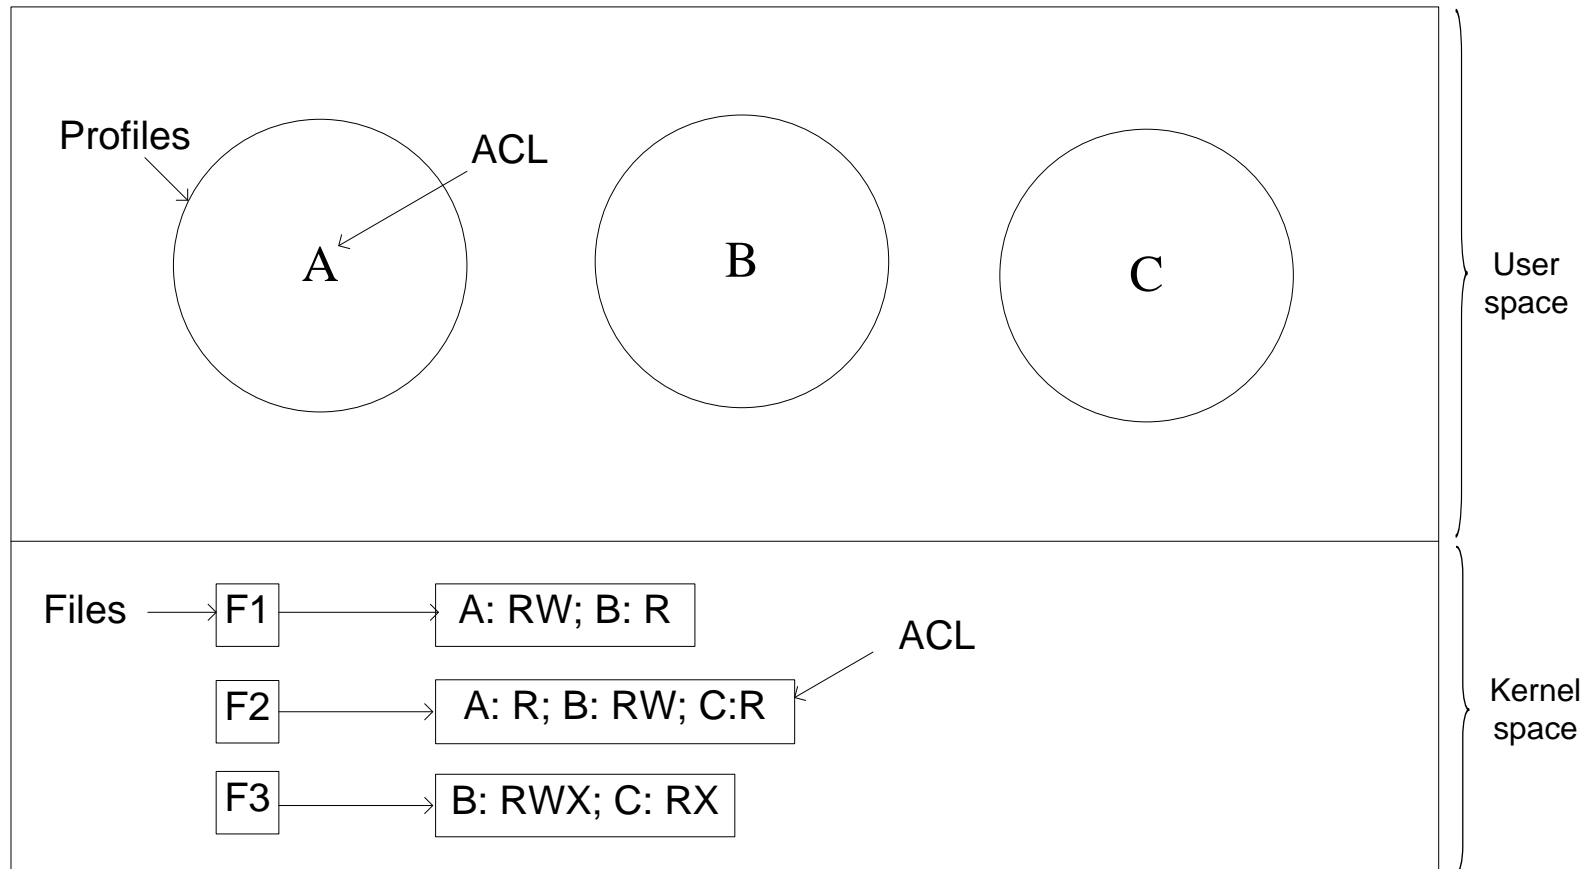 Profiles
ACL
A
B
C
User
space
Files
F1
A: RW; B: R
ACL
F2
A: R; B: RW; C:R
Kernel
space
F3
B: RWX; C: RX